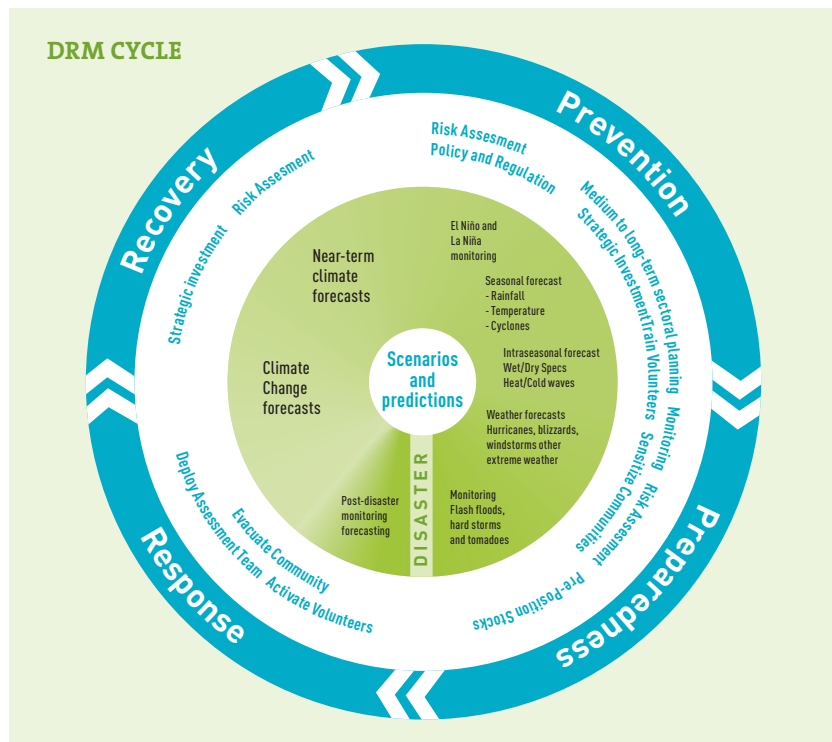 DRM CYCLE
Prevention
Risk Assesment
Policy and Regulation
Medium to long-term sectoral planning
Strategic Investment
Train Volunteers
Monitoring
Sensitize Communities
Risk Assesment
Pre-Position Stocks
Preparedness
Response
Deploy Assessment Team
Evacuate Community
Activate Volunteers
Recovery
Strategic investment
Risk Assesment
El Niño and
La Niña
monitoring
Seasonal forecast
- Rainfall
- Temperature
- Cyclones
Intraseasonal forecast
Wet/Dry Specs
Heat/Cold waves
Weather forecasts
Hurricanes, blizzards,
windstorms other
extreme weather
Monitoring
Flash floods,
hard storms
and tomadoes
DISASTER
Post-disaster
monitoring
forecasting
Climate
Change
forecasts
Near-term
climate
forecasts
Scenarios
and
predictions